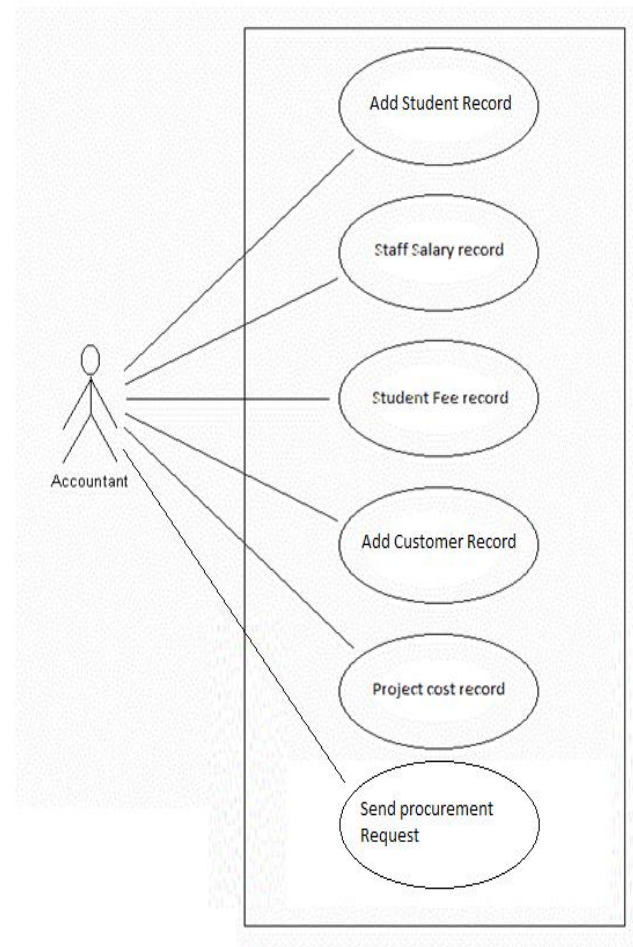 Add Student Record
Staff Salary record
Student Fee record
Accountant
Add Customer Record
Project cost record
Send procurement
Request